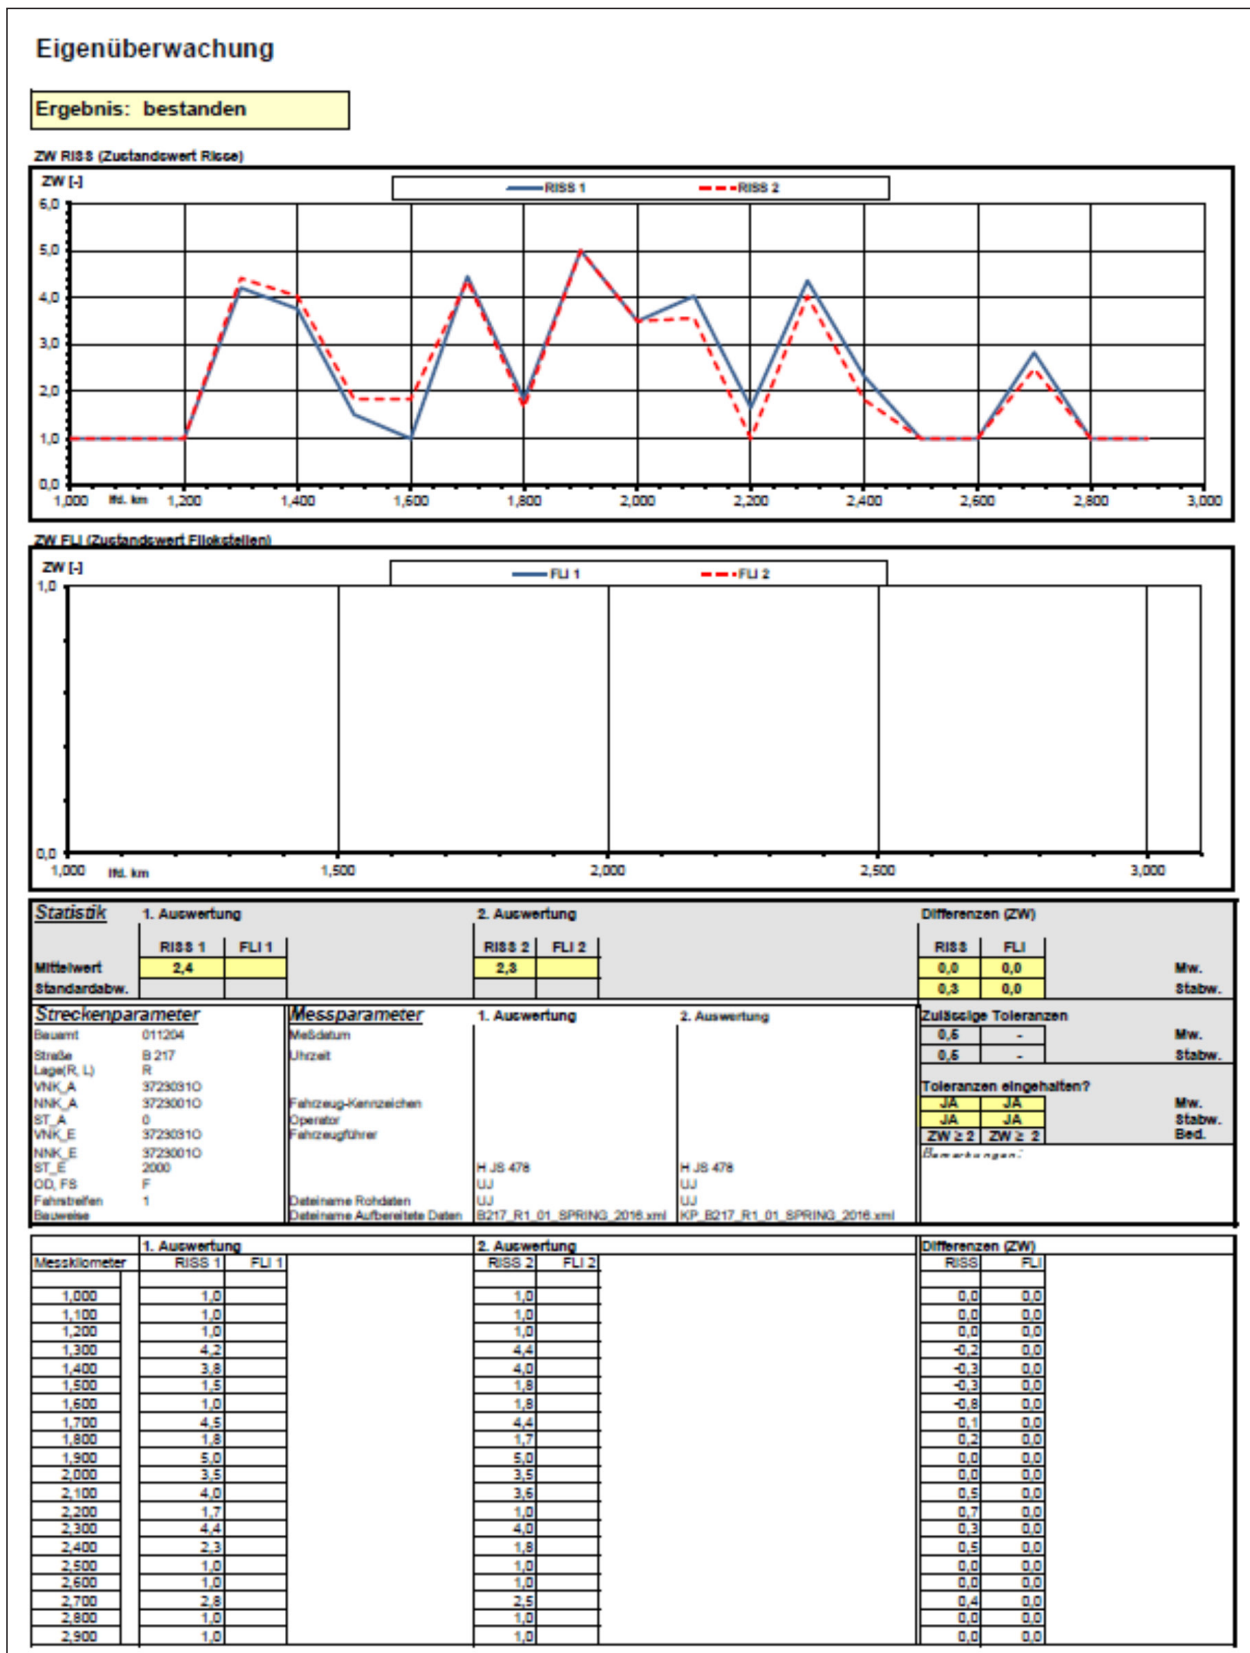 Eigenüberwachung
Ergebnis: bestanden
ZW RISS (Zustandswert Risse)
ZW [-]
RISS 1 RISS 2
6,0
5,0
4,0
3,0
2,0
1,0
0,0
1,000 lfd. km 1,200 1,400 1,600 1,800 2,000 2,200 2,400 2,600 2,800 3,000
ZW FLI (Zustandswert Flickstellen)
ZW [-]
FLI 1 FLI 2
1,0
0,0
1,000 lfd. km 1,500 2,000 2,500 3,000
Statistik 1. Auswertung 2. Auswertung Differenzen (ZW)
RISS 1 FLI 1 RISS 2 FLI 2 RISS FLI
Mittelwert 2,4 2,3 0,0 0,0 Mw.
Standardabw. 0,3 0,0 Stabw.
Streckenparameter Messparameter 1. Auswertung 2. Auswertung Zulässige Toleranzen
Bauamt 011204 Meßdatum 0,5 - Mw.
Straße B 217 Uhrzeit 0,5 - Stabw.
Lage(R, L) R
VNK_A 3723031O Toleranzen eingehalten?
NNK_A 3723001O Fahrzeug-Kennzeichen JA JA Mw.
ST_A 0 Operator JA JA Stabw.
VNK_E 3723031O Fahrzeugführer ZW ≥ 2 ZW ≥ 2 Bed.
NNK_E 3723001O Bemerkungen:
ST_E 2000 H JS 478 H JS 478
OD, FS F UJ UJ
Fahrstreifen 1 Dateiname Rohdaten UJ UJ
Bauweise Dateiname Aufbereitete Daten B217_R1_01_SPRING_2016.xml KP_B217_R1_01_SPRING_2016.xml
1. Auswertung 2. Auswertung Differenzen (ZW)
Messkilometer RISS 1 FLI 1 RISS 2 FLI 2 RISS FLI
1,000 1,0 1,0 0,0 0,0
1,100 1,0 1,0 0,0 0,0
1,200 1,0 1,0 0,0 0,0
1,300 4,2 4,4 -0,2 0,0
1,400 3,8 4,0 -0,3 0,0
1,500 1,5 1,8 -0,3 0,0
1,600 1,0 1,8 -0,8 0,0
1,700 4,5 4,4 0,1 0,0
1,800 1,8 1,7 0,2 0,0
1,900 5,0 5,0 0,0 0,0
2,000 3,5 3,5 0,0 0,0
2,100 4,0 3,6 0,5 0,0
2,200 1,7 1,0 0,7 0,0
2,300 4,4 4,0 0,3 0,0
2,400 2,3 1,8 0,5 0,0
2,500 1,0 1,0 0,0 0,0
2,600 1,0 1,0 0,0 0,0
2,700 2,8 2,5 0,4 0,0
2,800 1,0 1,0 0,0 0,0
2,900 1,0 1,0 0,0 0,0